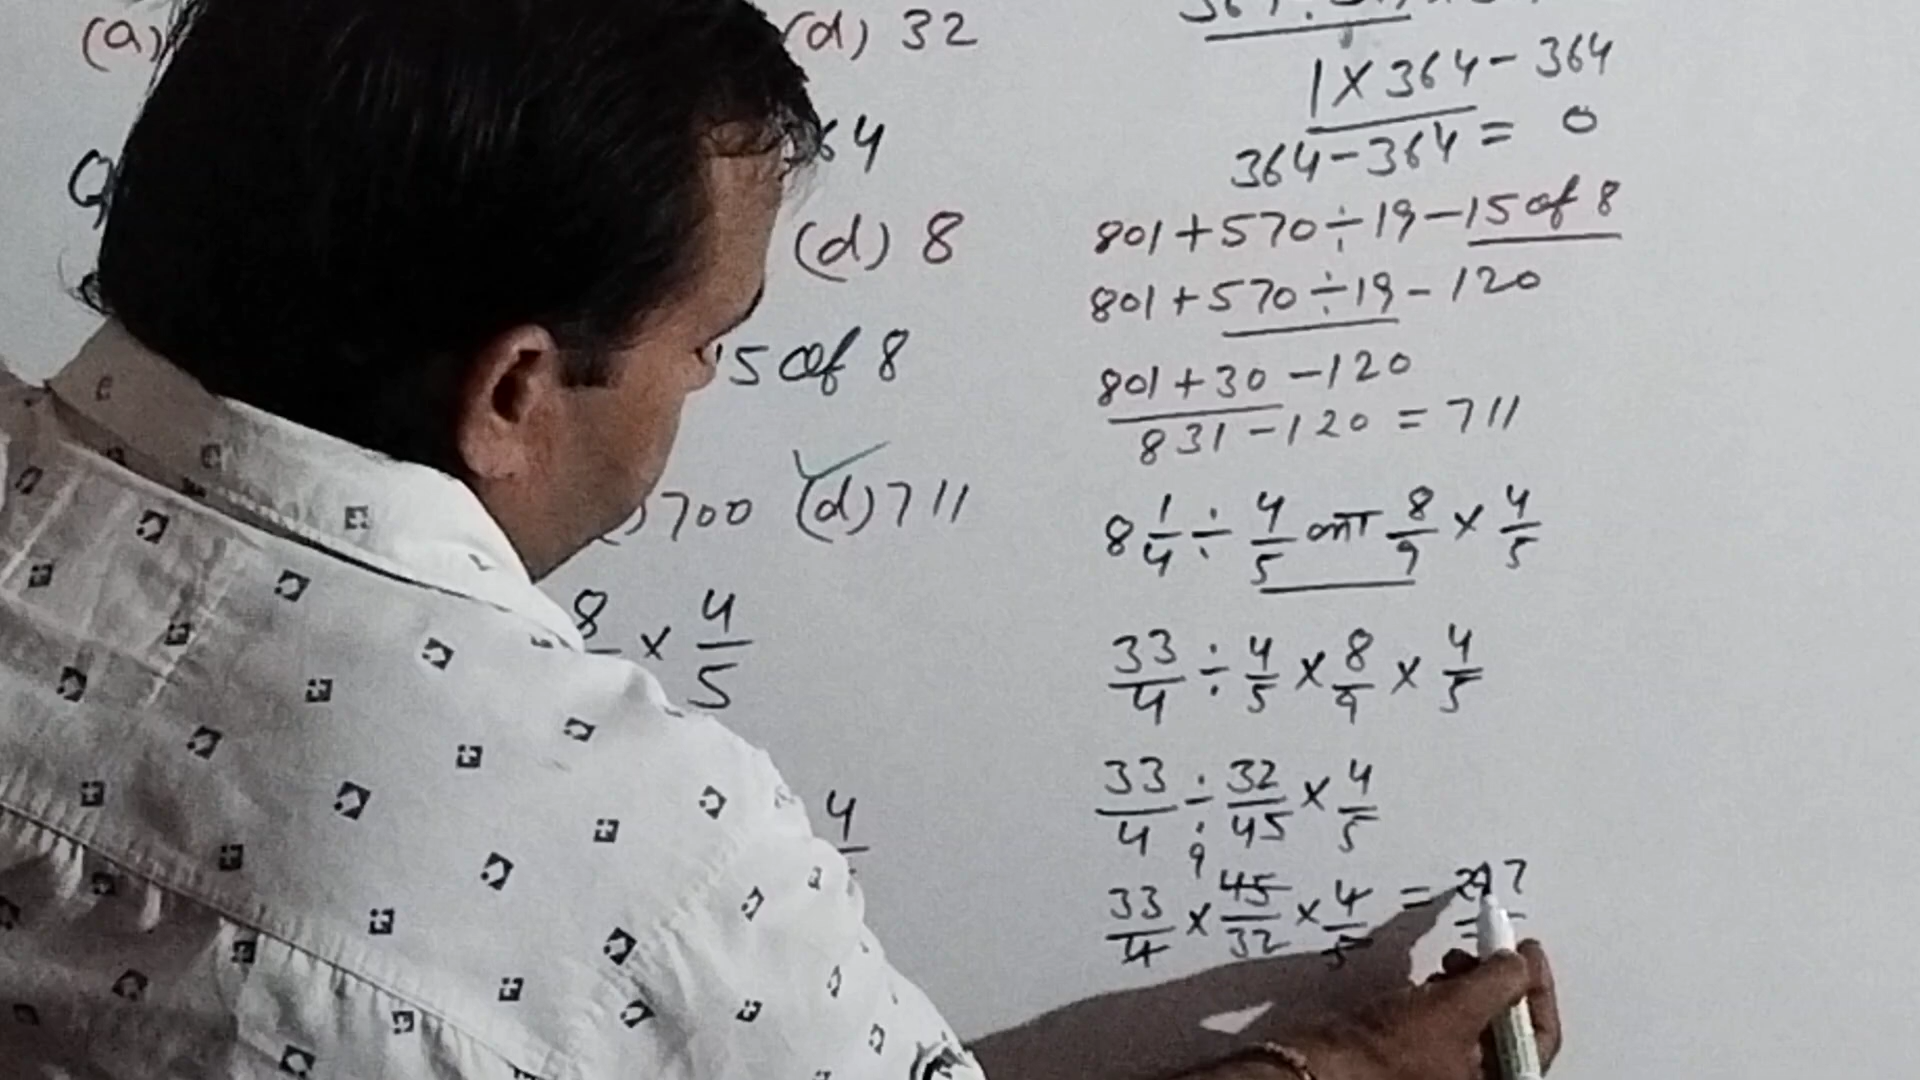 (a) (d) 32
64
(d) 8
15 of 8
700 (d) 711
8 × 4/5
4
1 × 364 - 364
364 - 364 = 0
801 + 570 ÷ 19 - 15 of 8
801 + 570 ÷ 19 - 120
801 + 30 - 120
831 - 120 = 711
8 1/4 ÷ 4/5 का 8/9 × 4/5
33/4 ÷ 4/5 × 8/9 × 4/5
33/4 ÷ 32/45 × 4/5
9
33/4 × 45/32 × 4/5 =